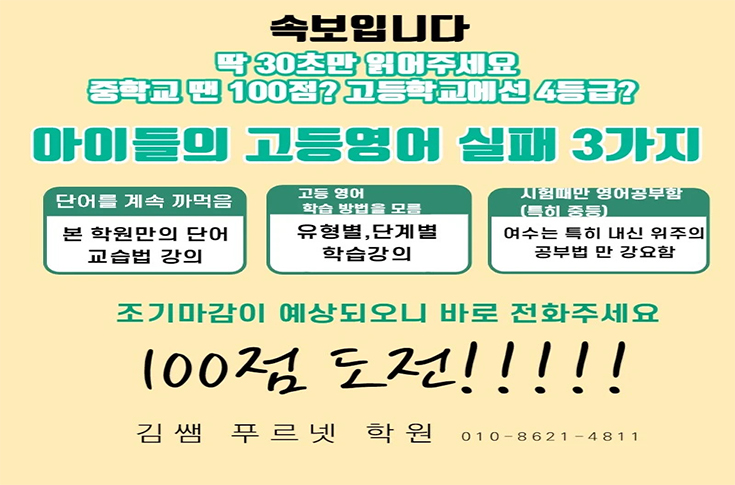 속보입니다
딱 30초만 읽어주세요
중학교 땐 100점? 고등학교에선 4등급?
아이들의 고등영어 실패 3가지
단어를 계속 까먹음
본 학원만의 단어
교습법 강의
고등 영어
학습 방법을 모름
유형별,단계별
학습강의
시험때만 영어공부함
(특히 중등)
여수는 특히 내신 위주의
공부법 만 강요함
조기마감이 예상되오니 바로 전화주세요
100점 도전!!!!!
김쌤 푸르넷 학원 010-8621-4811